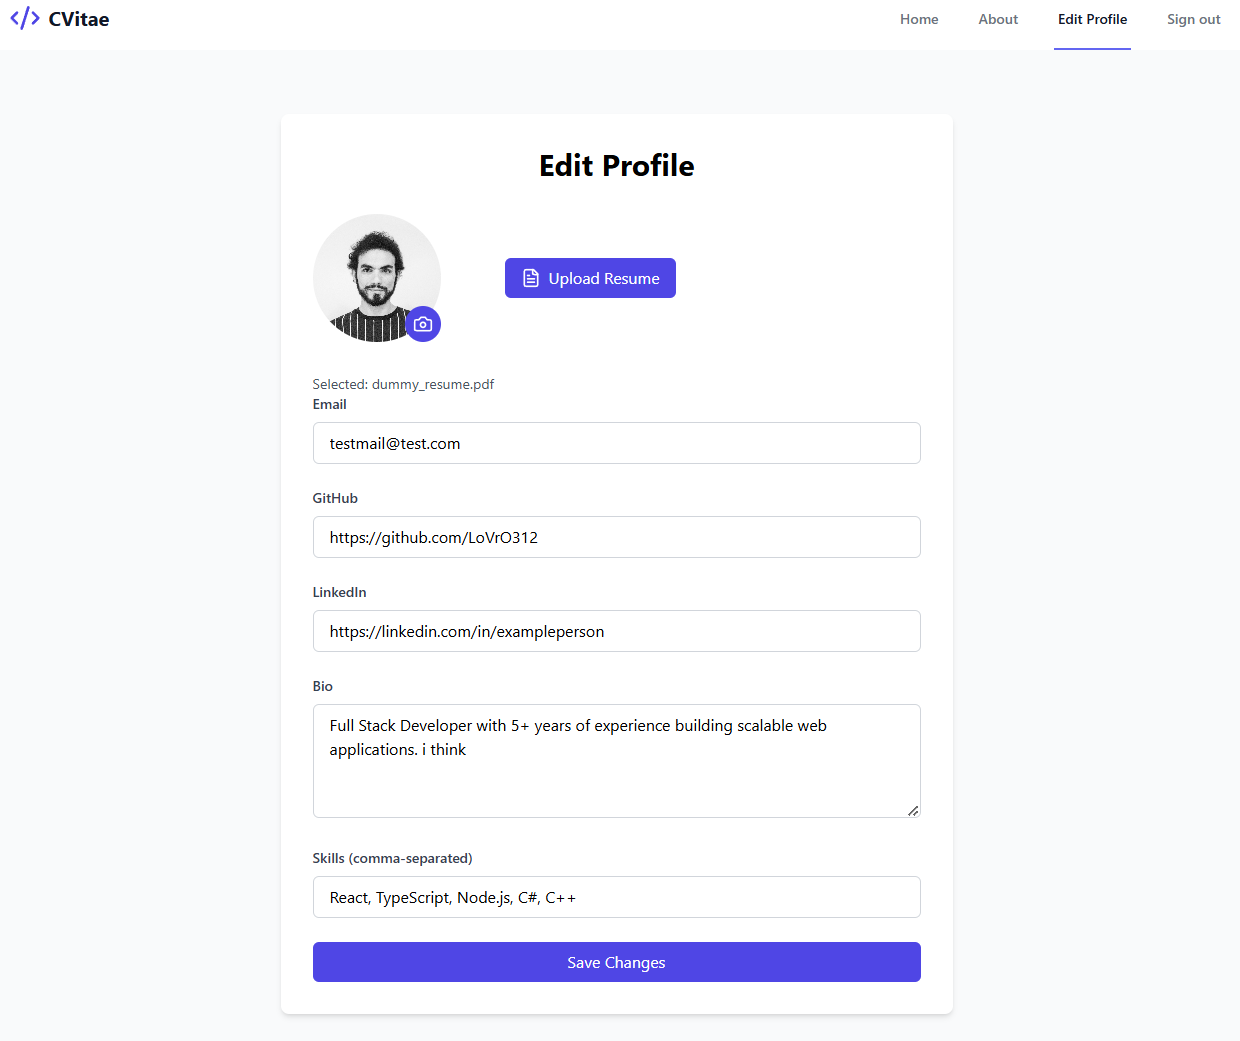 CVitae
Home
About
Edit Profile
Sign out
Edit Profile
Upload Resume
Selected: dummy_resume.pdf
Email
testmail@test.com
GitHub
https://github.com/LoVrO312
LinkedIn
https://linkedin.com/in/exampleperson
Bio
Full Stack Developer with 5+ years of experience building scalable web
applications. i think
Skills (comma-separated)
React, TypeScript, Node.js, C#, C++
Save Changes